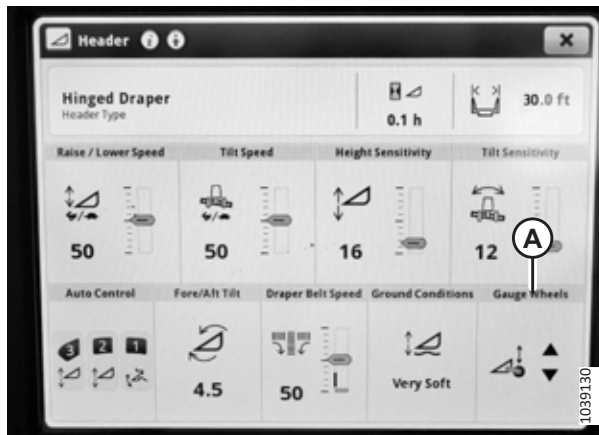 Header
Hinged Draper
Header Type
0.1 h
30.0 ft
Raise / Lower Speed
Tilt Speed
Height Sensitivity
Tilt Sensitivity
50
50
16
12
A
Auto Control
Fore/Aft Tilt
Draper Belt Speed
Ground Conditions
Gauge Wheels
3
2
1
4.5
50
Very Soft
1039130